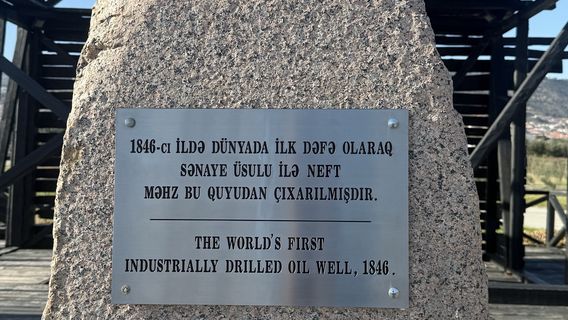 1846-CI İLDƏ DÜNYADA İLK DƏFƏ OLARAQ
SƏNAYE ÜSULU İLƏ NEFT
MƏHZ BU QUYUDAN ÇIXARILMIŞDIR.
THE WORLD'S FIRST
INDUSTRIALLY DRILLED OIL WELL, 1846.